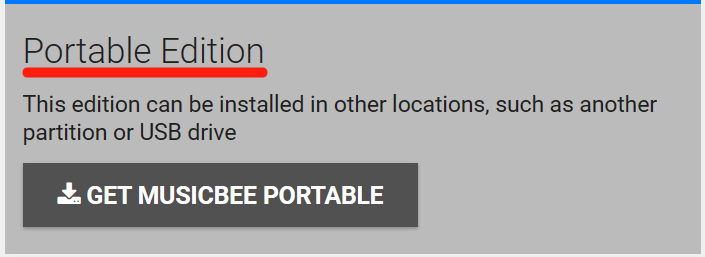 Portable Edition
This edition can be installed in other locations, such as another
partition or USB drive
GET MUSICBEE PORTABLE